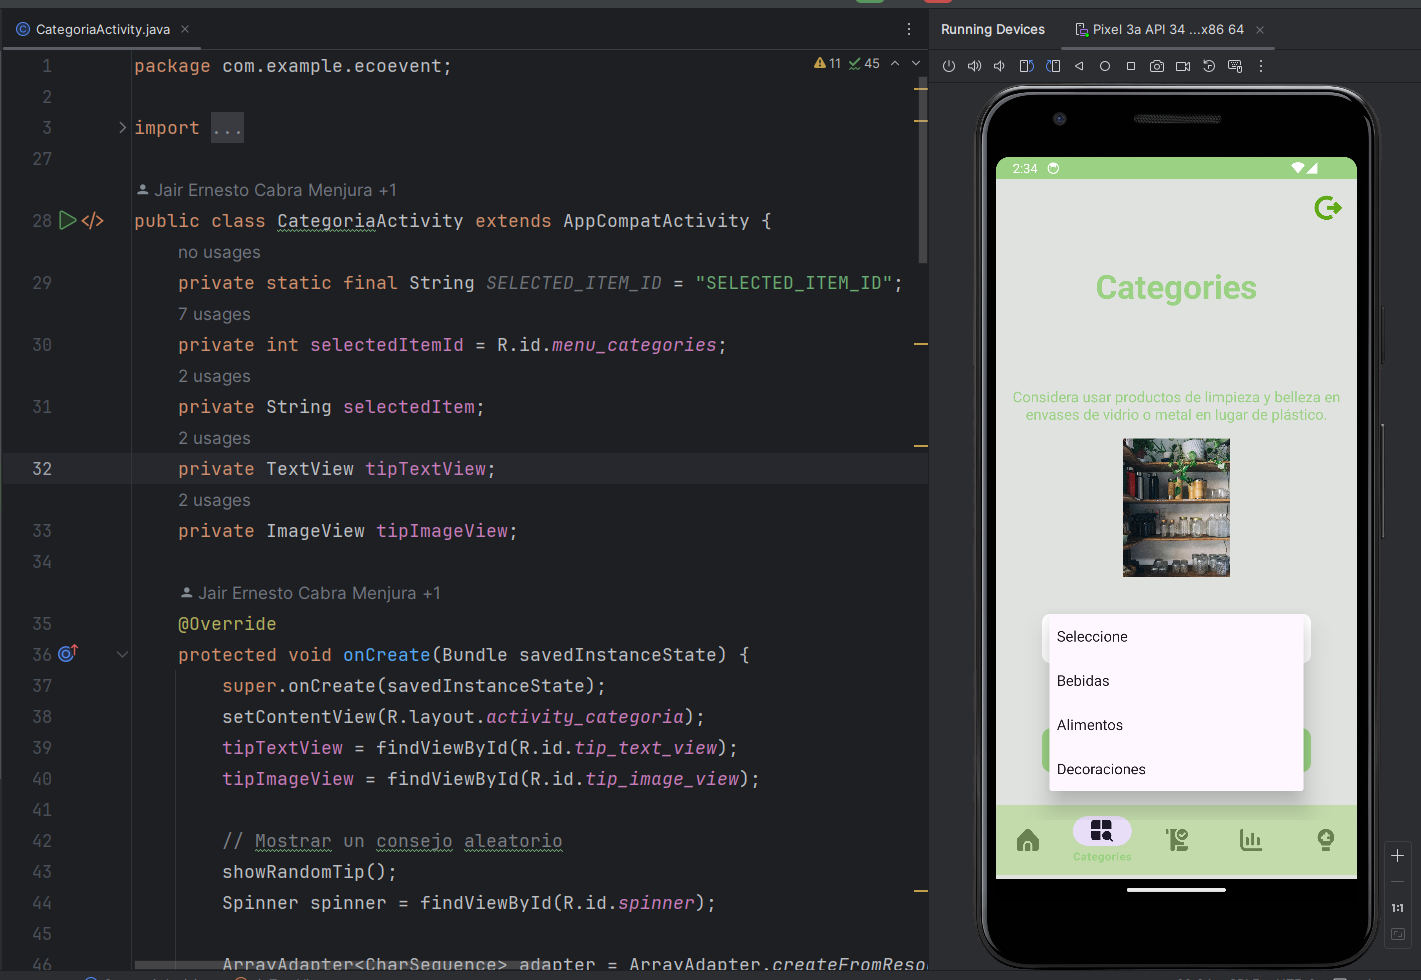 CategoriaActivity.java
Running Devices
Pixel 3a API 34 ...x86 64
11
45
1 package com.example.ecoevent;
2
3 import ...
27
Jair Ernesto Cabra Menjura +1
28 public class CategoriaActivity extends AppCompatActivity {
no usages
29 private static final String SELECTED_ITEM_ID = "SELECTED_ITEM_ID";
7 usages
30 private int selectedItemId = R.id.menu_categories;
2 usages
31 private String selectedItem;
2 usages
32 private TextView tipTextView;
2 usages
33 private ImageView tipImageView;
34
Jair Ernesto Cabra Menjura +1
35 @Override
36 protected void onCreate(Bundle savedInstanceState) {
37 super.onCreate(savedInstanceState);
38 setContentView(R.layout.activity_categoria);
39 tipTextView = findViewById(R.id.tip_text_view);
40 tipImageView = findViewById(R.id.tip_image_view);
41
42 // Mostrar un consejo aleatorio
43 showRandomTip();
44 Spinner spinner = findViewById(R.id.spinner);
45
46 ArrayAdapter<CharSequence> adapter = ArrayAdapter.createFromReso
2:34
Categories
Considera usar productos de limpieza y belleza en
envases de vidrio o metal en lugar de plástico.
Seleccione
Bebidas
Alimentos
Decoraciones
Categories
1:1